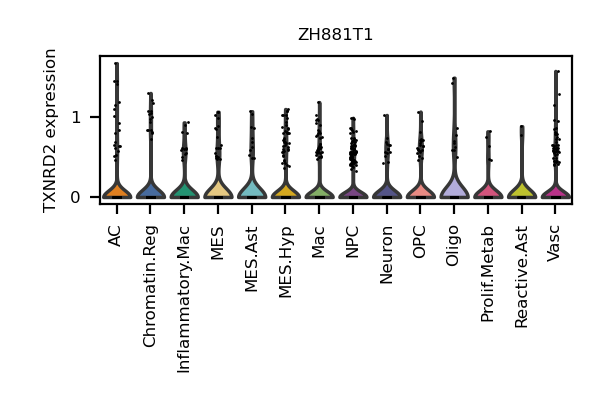 ZH881T1
TXNRD2 expression
1
0
AC
Chromatin.Reg
Inflammatory.Mac
MES
MES.Ast
MES.Hyp
Mac
NPC
Neuron
OPC
Oligo
Prolif.Metab
Reactive.Ast
Vasc